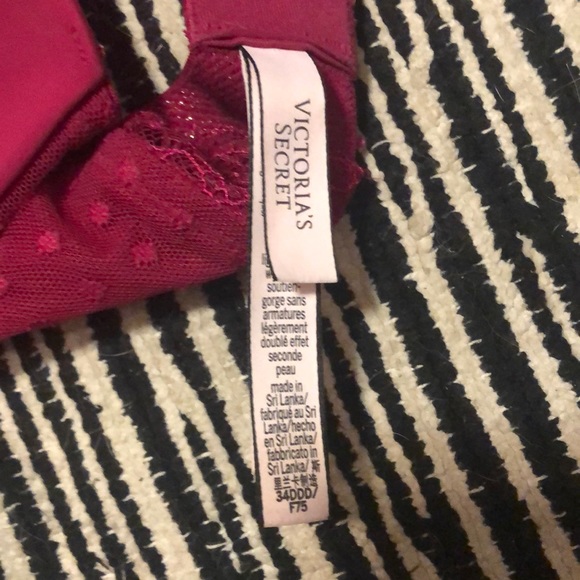 VICTORIA'S
SECRET
soutien-
gorge sans
armatures
légèrement
doublé effet
seconde
peau
made in
Sri Lanka/
fabriqué au Sri
Lanka/hecho
en Sri Lanka/
fabbricato in
Sri Lanka/ 斯
里兰卡制造
34DDD/
F75